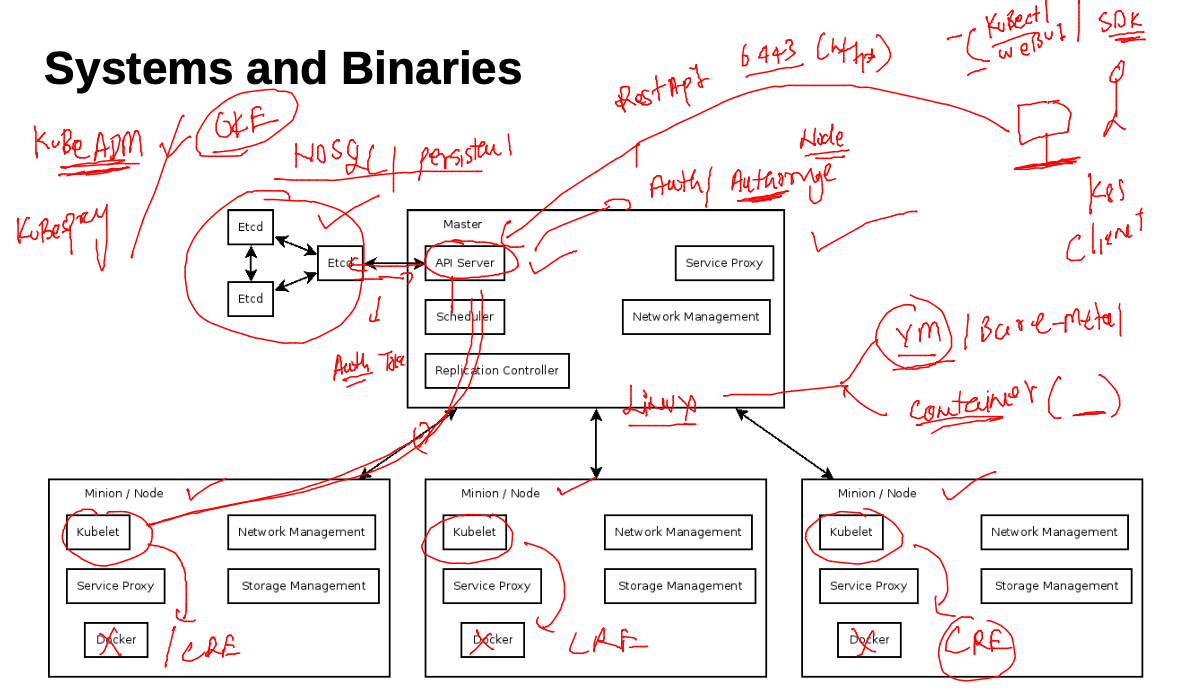 Systems and Binaries
KuBectl
weBUI
SDK
6443 (https)
RestApI
KuBe ADM
GKE
NOSQL | persistent
Node
Auth/ Authorize
K8s
Client
KuBespray
Etcd
Etcd
Etcd
Master
API Server
Scheduler
Replication Controller
Service Proxy
Network Management
Auth
VM / Bare-Metal
Linux
Container ( _ )
Minion / Node
Kubelet
Network Management
Service Proxy
Storage Management
Docker
/ CRE
Minion / Node
Kubelet
Network Management
Service Proxy
Storage Management
Docker
CRE
Minion / Node
Kubelet
Network Management
Service Proxy
Storage Management
Docker
CRE